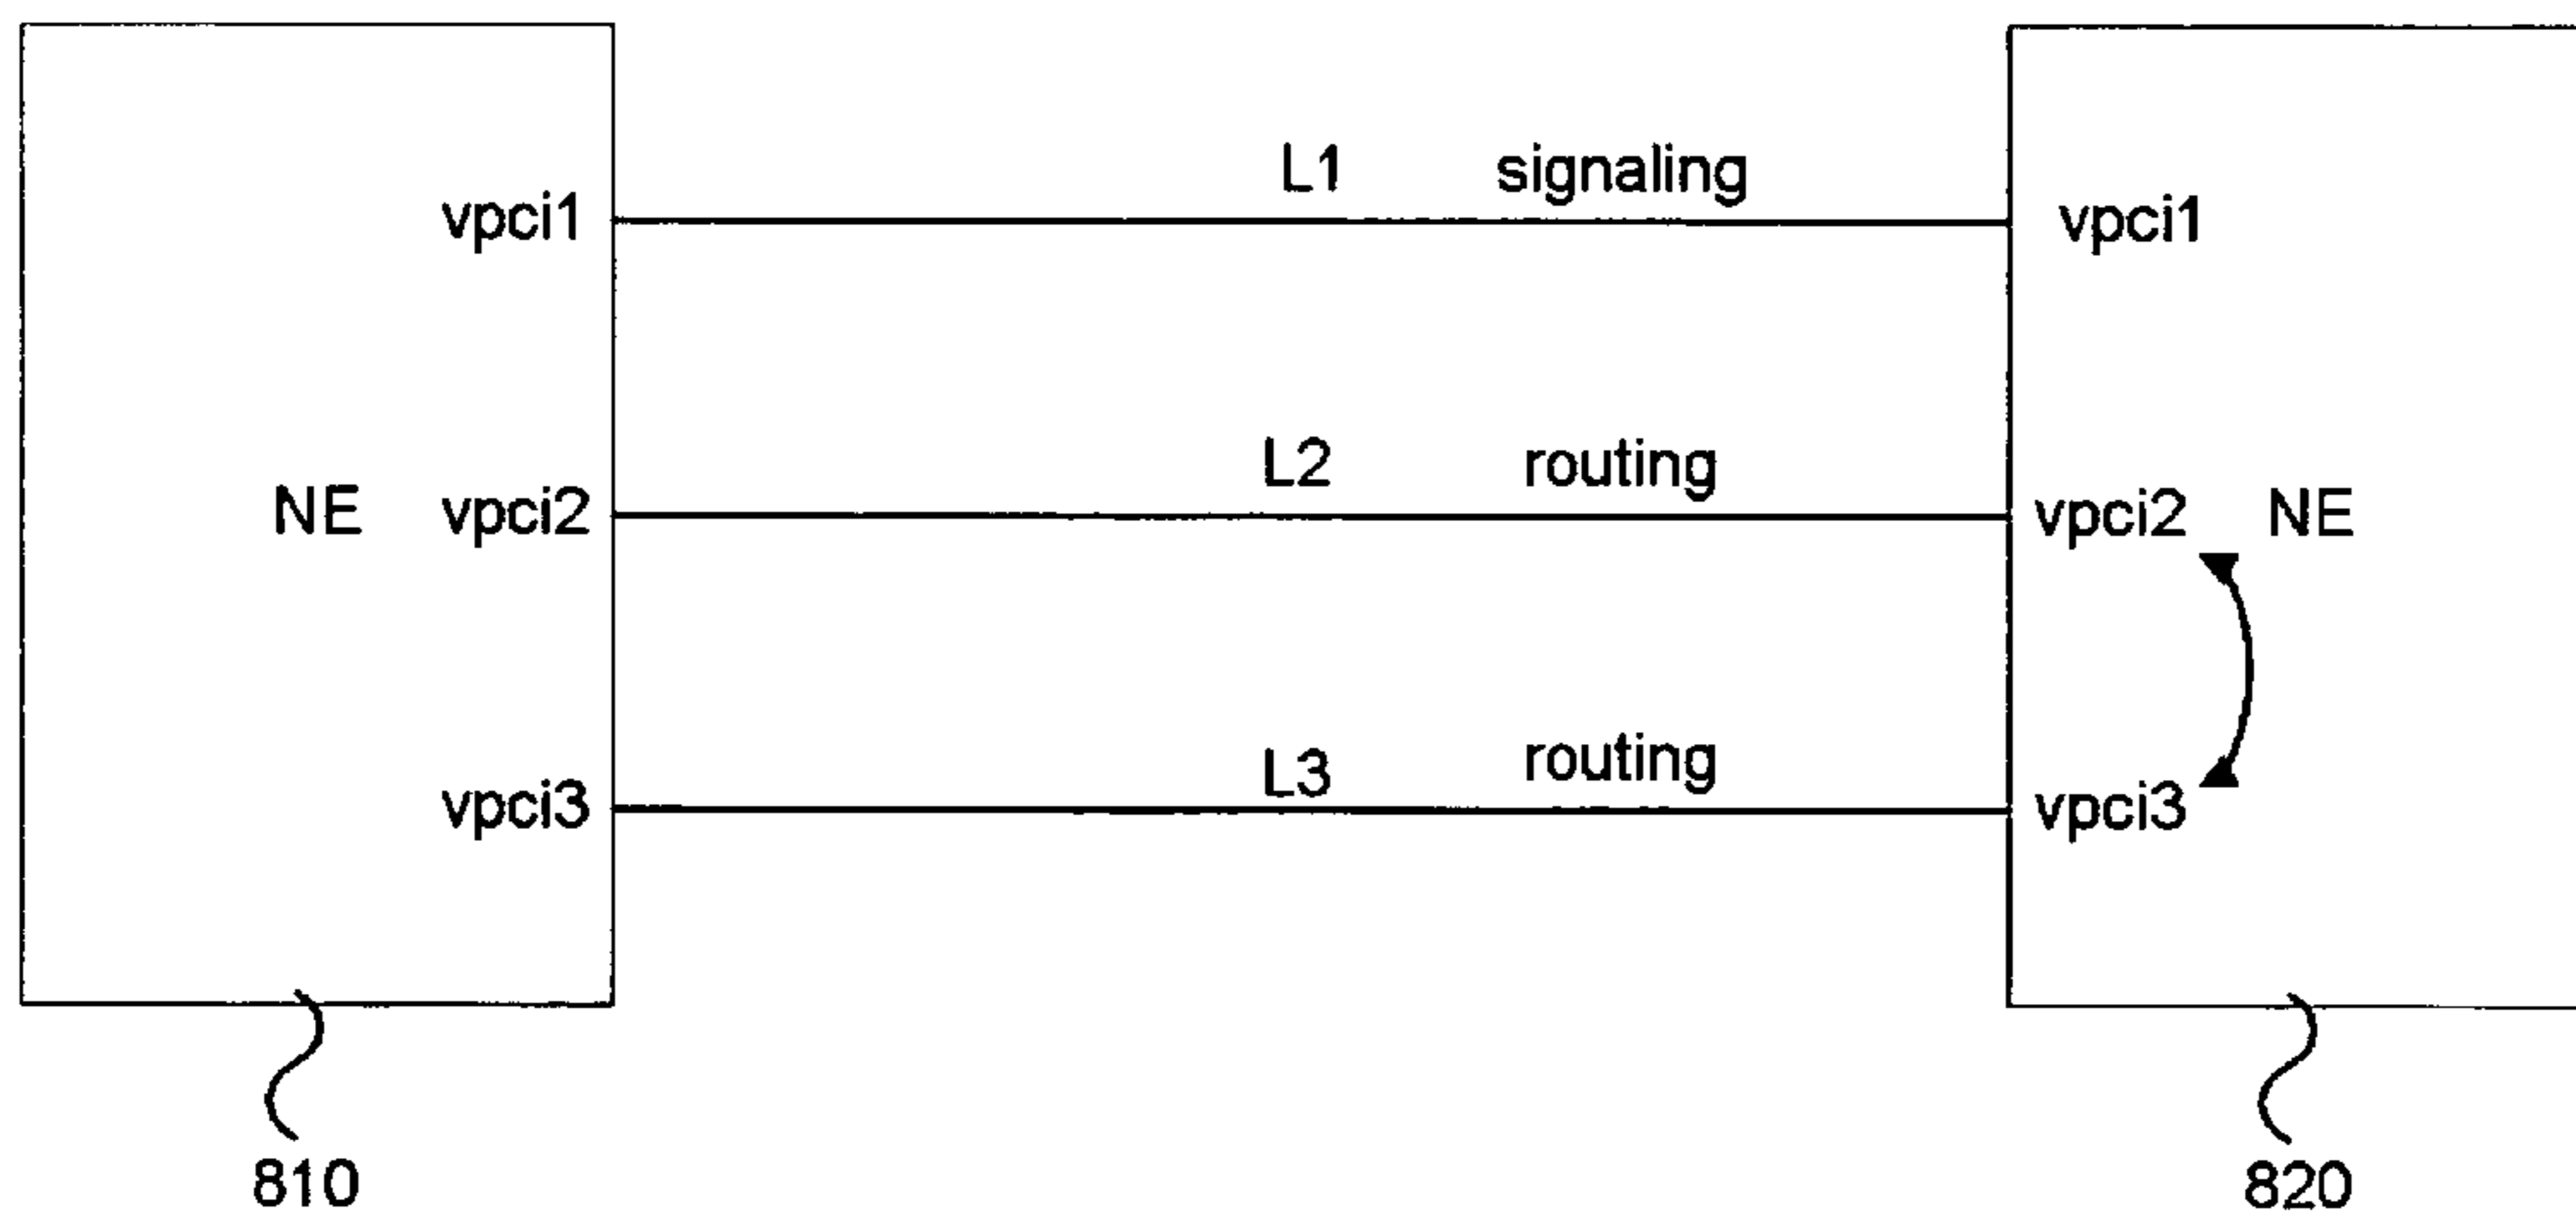 L1 signaling
vpci1 vpci1
L2 routing
NE vpci2 vpci2 NE
L3 routing
vpci3 vpci3
810 820